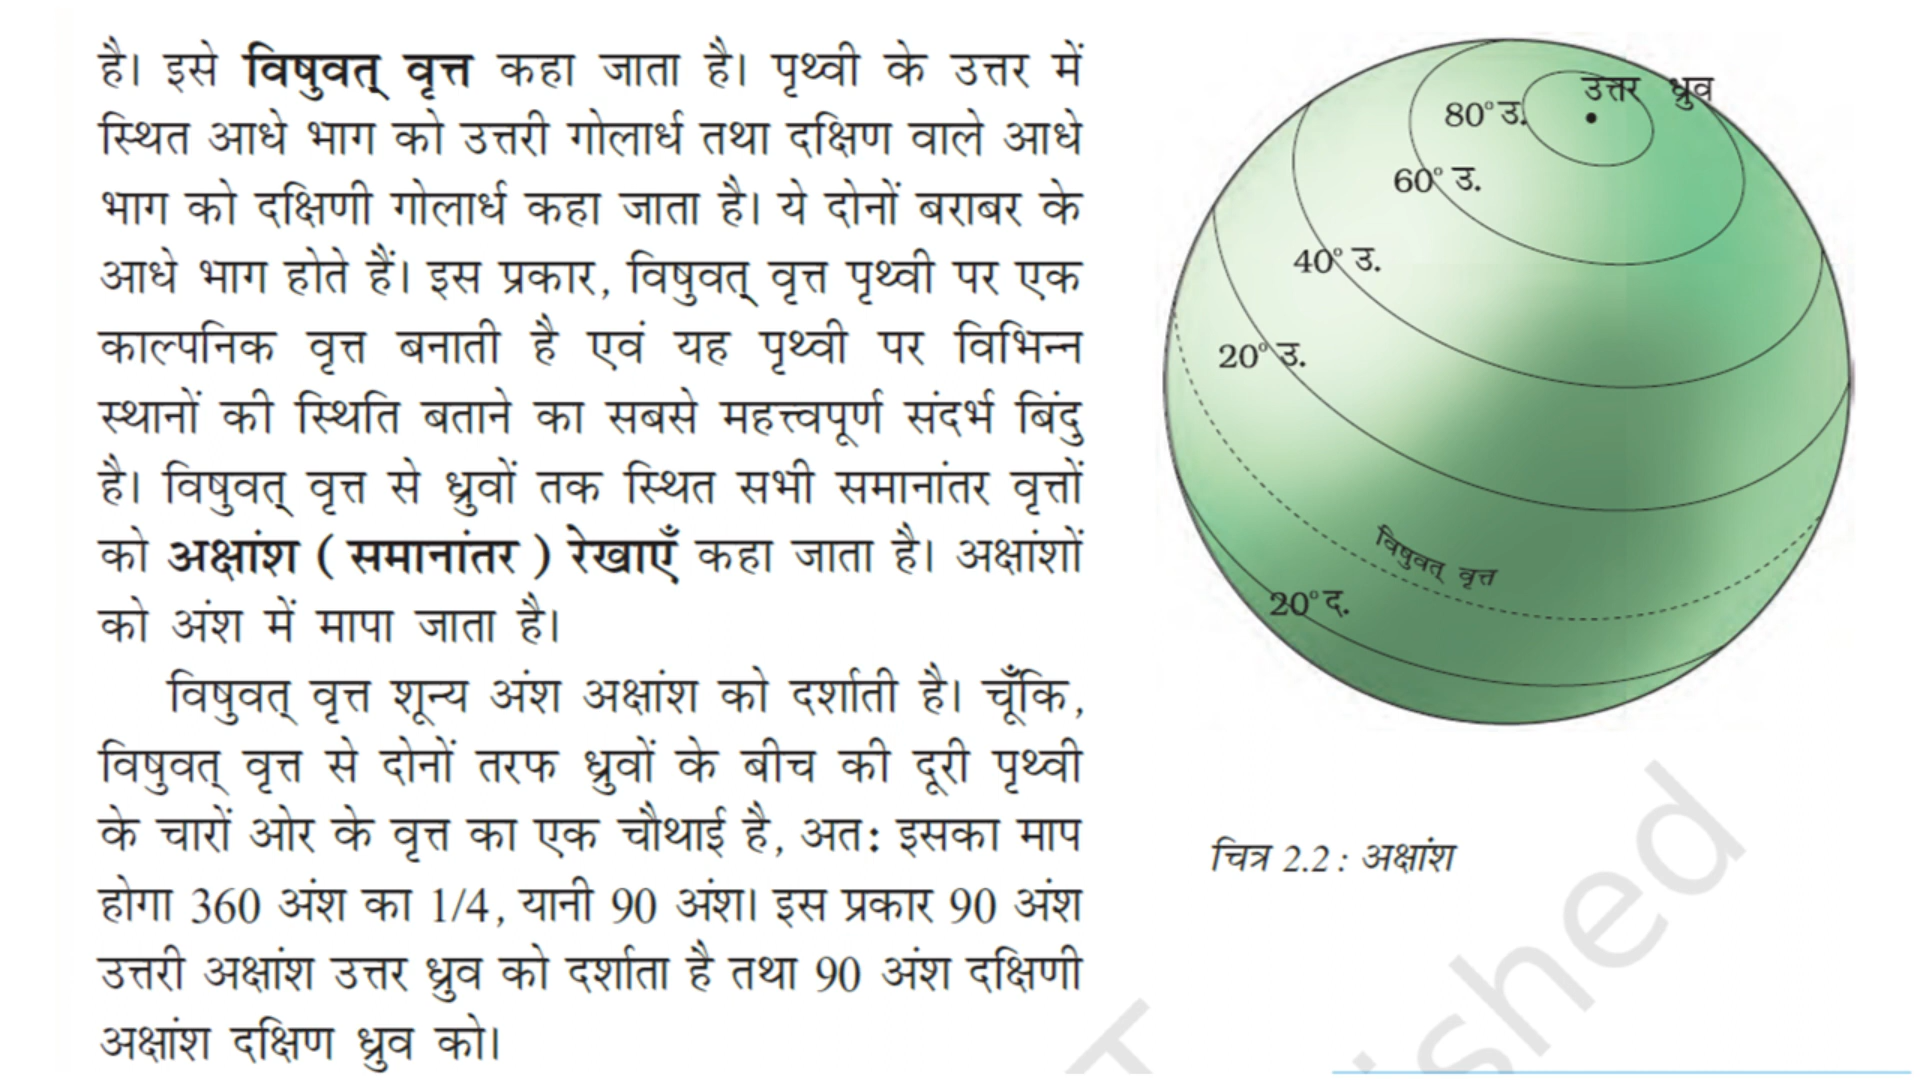 है। इसे विषुवत् वृत्त कहा जाता है। पृथ्वी के उत्तर में
स्थित आधे भाग को उत्तरी गोलार्ध तथा दक्षिण वाले आधे
भाग को दक्षिणी गोलार्ध कहा जाता है। ये दोनों बराबर के
आधे भाग होते हैं। इस प्रकार, विषुवत् वृत्त पृथ्वी पर एक
काल्पनिक वृत्त बनाती है एवं यह पृथ्वी पर विभिन्न
स्थानों की स्थिति बताने का सबसे महत्त्वपूर्ण संदर्भ बिंदु
है। विषुवत् वृत्त से ध्रुवों तक स्थित सभी समानांतर वृत्तों
को अक्षांश ( समानांतर ) रेखाएँ कहा जाता है। अक्षांशों
को अंश में मापा जाता है।
विषुवत् वृत्त शून्य अंश अक्षांश को दर्शाती है। चूँकि,
विषुवत् वृत्त से दोनों तरफ ध्रुवों के बीच की दूरी पृथ्वी
के चारों ओर के वृत्त का एक चौथाई है, अतः इसका माप
होगा 360 अंश का 1/4, यानी 90 अंश। इस प्रकार 90 अंश
उत्तरी अक्षांश उत्तर ध्रुव को दर्शाता है तथा 90 अंश दक्षिणी
अक्षांश दक्षिण ध्रुव को।
उत्तर ध्रुव
80° उ.
60° उ.
40° उ.
20° उ.
विषुवत् वृत्त
20° द.
चित्र 2.2 : अक्षांश